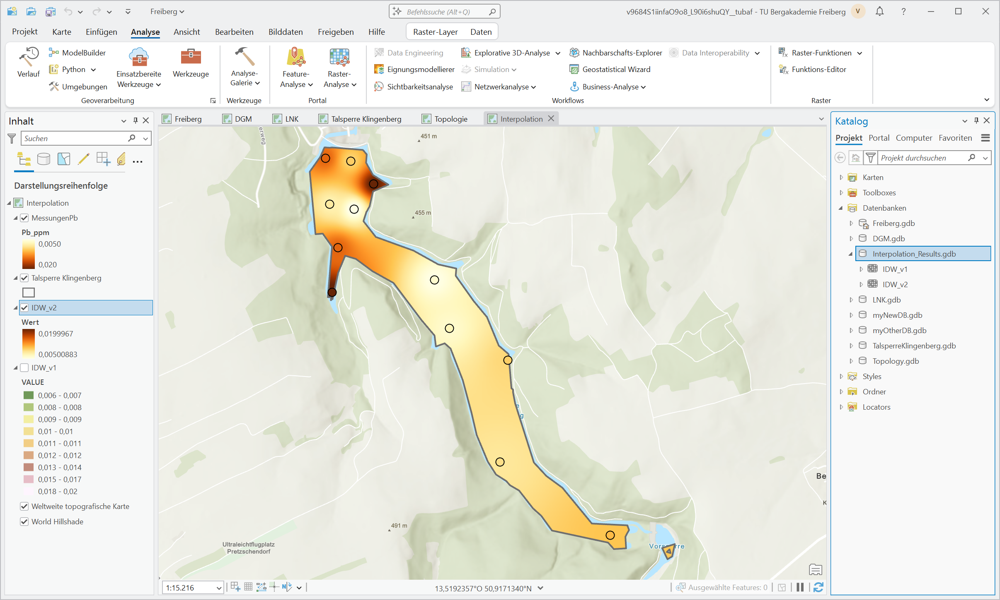 Freiberg
Befehlssuche (Alt+Q)
v9684S1iinfaO9o8_L90i6shuQY__tubaf - TU Bergakademie Freiberg
V
?
Projekt
Karte
Einfügen
Analyse
Ansicht
Bearbeiten
Bilddaten
Freigeben
Hilfe
Raster-Layer
Daten
Verlauf
ModelBuilder
Python
Umgebungen
Einsatzbereite
Werkzeuge
Werkzeuge
Geoverarbeitung
Analyse-
Galerie
Werkzeuge
Feature-
Analyse
Raster-
Analyse
Portal
Data Engineering
Eignungsmodellierer
Sichtbarkeitsanalyse
Explorative 3D-Analyse
Simulation
Netzwerkanalyse
Nachbarschafts-Explorer
Geostatistical Wizard
Business-Analyse
Data Interoperability
Workflows
Raster-Funktionen
Funktions-Editor
Raster
Inhalt
Suchen
Darstellungsreihenfolge
Interpolation
MessungenPb
Pb_ppm
0,0050
0,020
Talsperre Klingenberg
IDW_v2
Wert
0,0199967
0,00500883
IDW_v1
VALUE
0,006 - 0,007
0,008 - 0,008
0,009 - 0,009
0,01 - 0,01
0,011 - 0,011
0,012 - 0,012
0,013 - 0,014
0,015 - 0,017
0,018 - 0,02
Weltweite topografische Karte
World Hillshade
Freiberg
DGM
LNK
Talsperre Klingenberg
Topologie
Interpolation
erweg
451 m
455 m
e
g
491 m
Ultraleichtflugplatz
Pretzschendorf
Be
K
1:15.216
13,5192357°O 50,9171340°N
Ausgewählte Features: 0
Katalog
Projekt
Portal
Computer
Favoriten
Projekt durchsuchen
Karten
Toolboxes
Datenbanken
Freiberg.gdb
DGM.gdb
Interpolation_Results.gdb
IDW_v1
IDW_v2
LNK.gdb
myNewDB.gdb
myOtherDB.gdb
TalsperreKlingenberg.gdb
Topology.gdb
Styles
Ordner
Locators